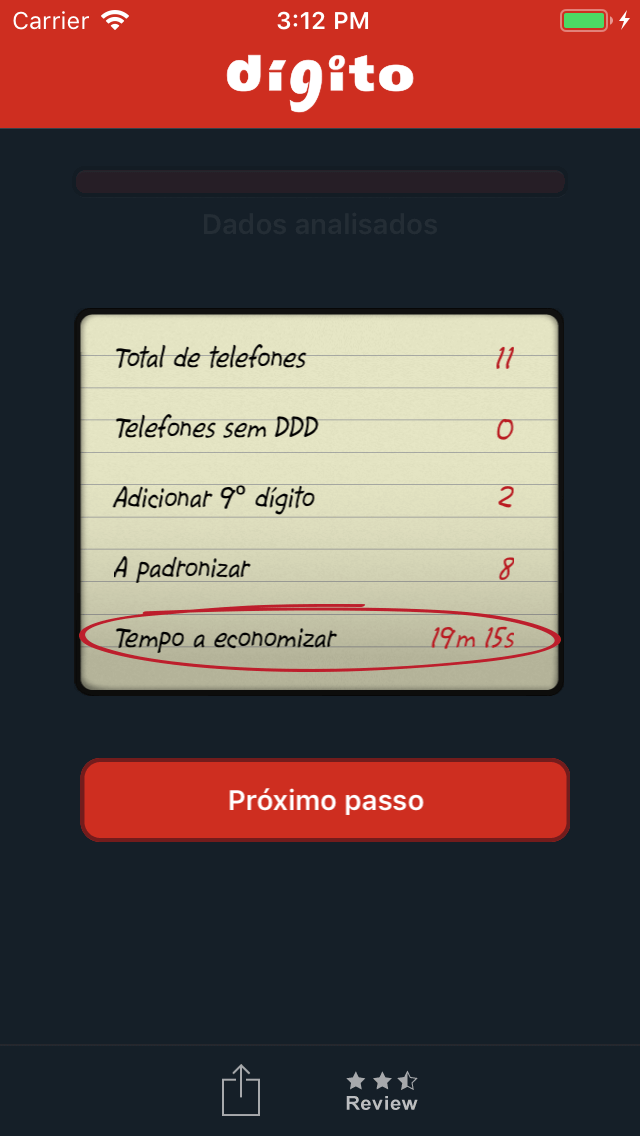 Carrier 3:12 PM
dígito
Dados analisados
Total de telefones 11
Telefones sem DDD 0
Adicionar 9º dígito 2
A padronizar 8
Tempo a economizar 19m 15s
Próximo passo
Review